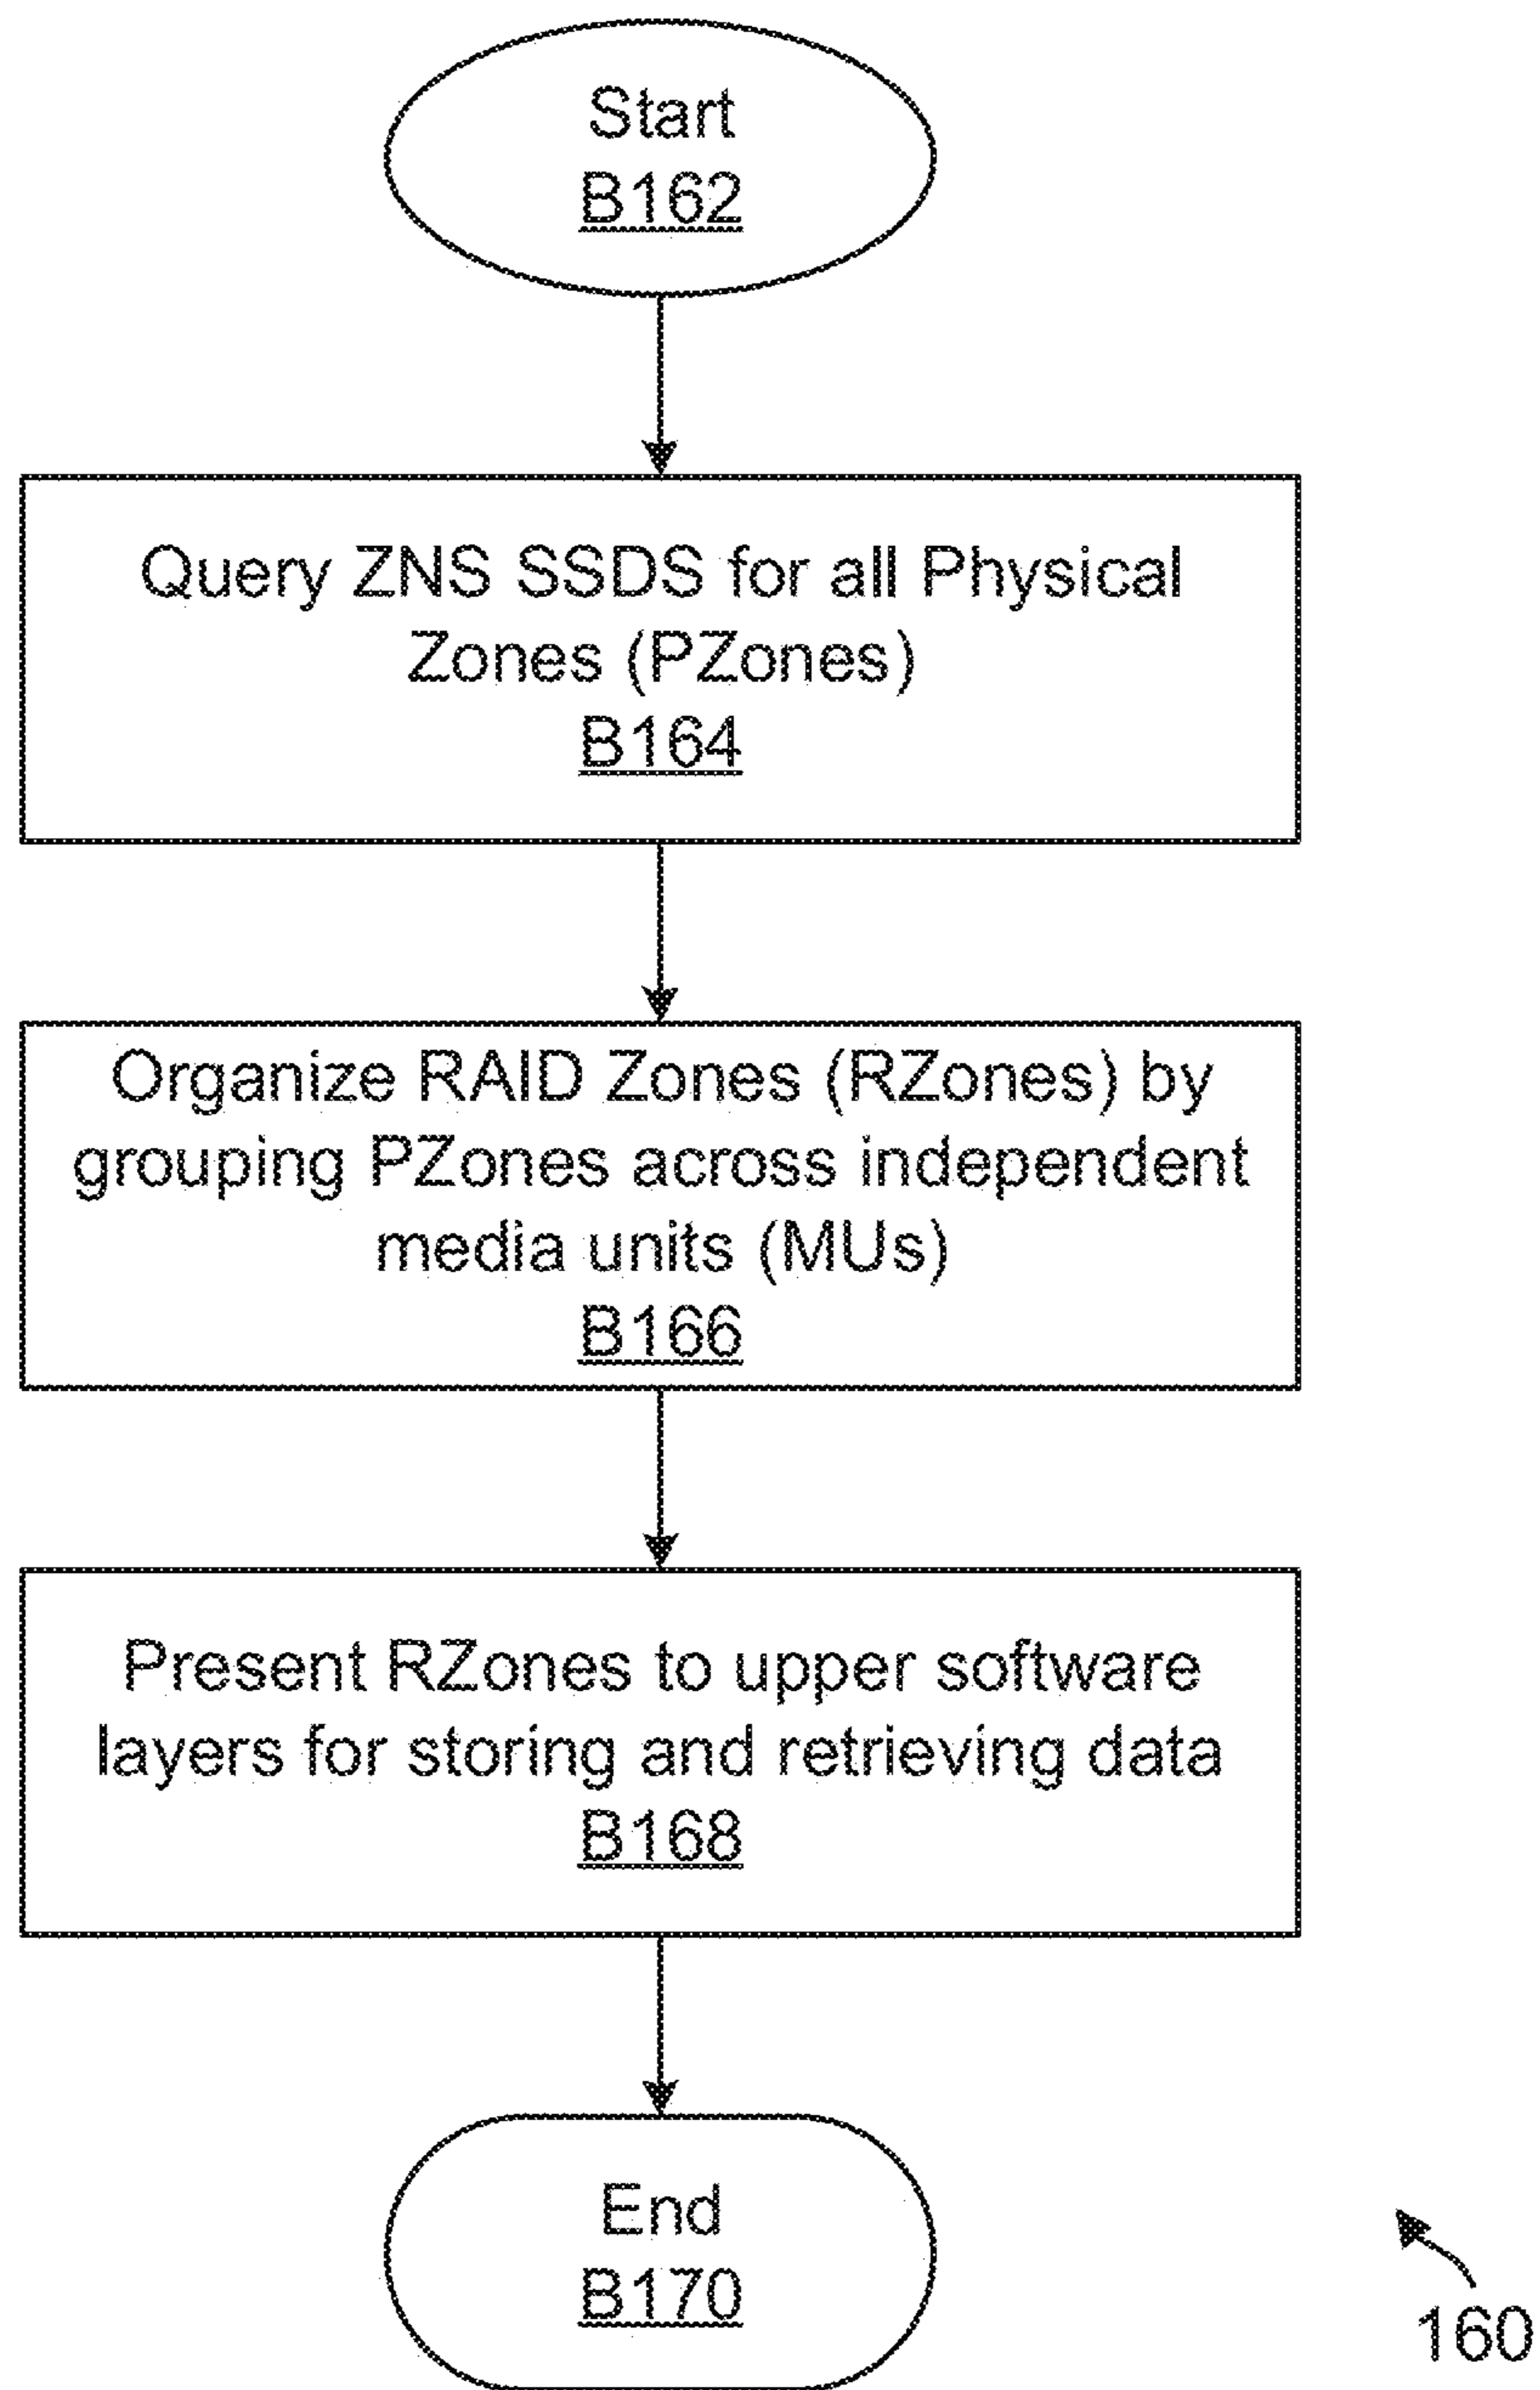 Start
B162
Query ZNS SSDS for all Physical
Zones (PZones)
B164
Organize RAID Zones (RZones) by
grouping PZones across independent
media units (MUs)
B166
Present RZones to upper software
layers for storing and retrieving data
B168
End
B170
160